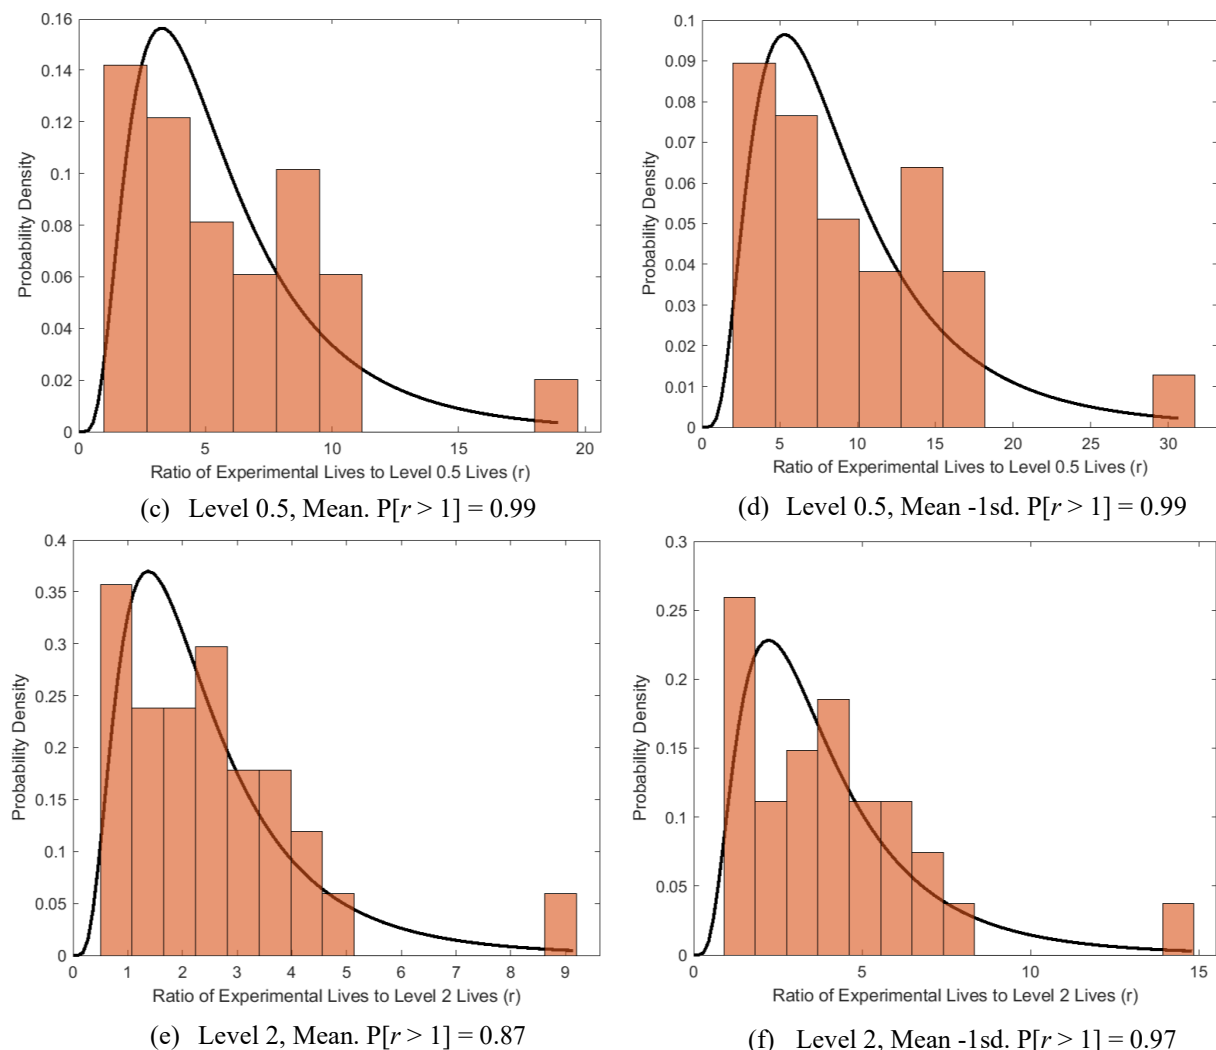 0.16
0.14
0.12
0.1
0.08
0.06
0.04
0.02
0
Probability Density
0 5 10 15 20
Ratio of Experimental Lives to Level 0.5 Lives (r)
(c) Level 0.5, Mean. P[r > 1] = 0.99
0.1
0.09
0.08
0.07
0.06
0.05
0.04
0.03
0.02
0.01
0
Probability Density
0 5 10 15 20 25 30
Ratio of Experimental Lives to Level 0.5 Lives (r)
(d) Level 0.5, Mean -1sd. P[r > 1] = 0.99
0.4
0.35
0.3
0.25
0.2
0.15
0.1
0.05
0
Probability Density
0 1 2 3 4 5 6 7 8 9
Ratio of Experimental Lives to Level 2 Lives (r)
(e) Level 2, Mean. P[r > 1] = 0.87
0.3
0.25
0.2
0.15
0.1
0.05
0
Probability Density
0 5 10 15
Ratio of Experimental Lives to Level 2 Lives (r)
(f) Level 2, Mean -1sd. P[r > 1] = 0.97